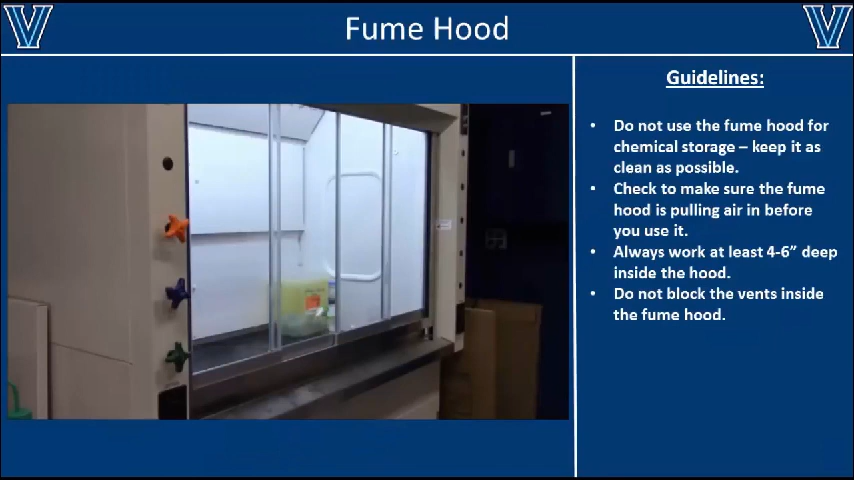 Fume Hood
Guidelines:
• Do not use the fume hood for
chemical storage – keep it as
clean as possible.
• Check to make sure the fume
hood is pulling air in before
you use it.
• Always work at least 4-6” deep
inside the hood.
• Do not block the vents inside
the fume hood.